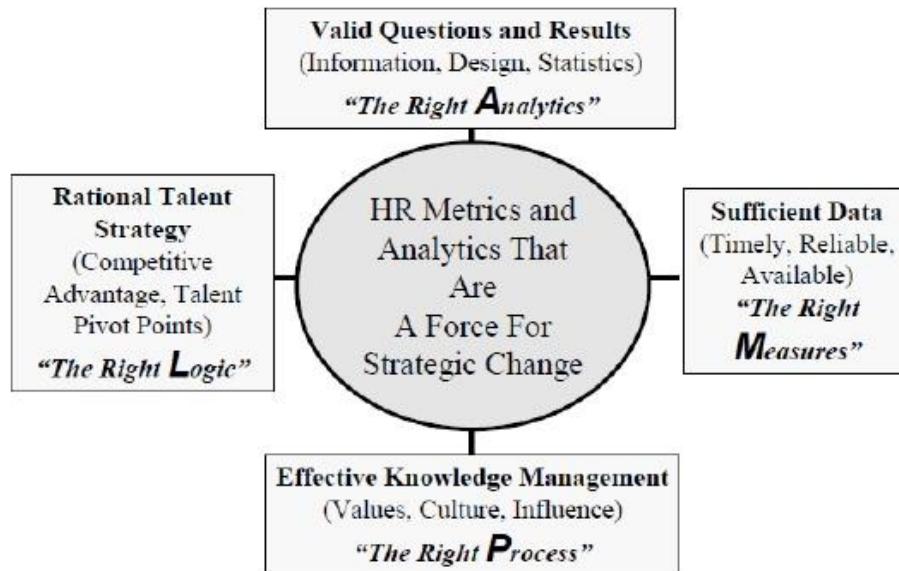 Valid Questions and Results
(Information, Design, Statistics)
“The Right Analytics”
Rational Talent
Strategy
(Competitive
Advantage, Talent
Pivot Points)
“The Right Logic”
HR Metrics and
Analytics That
Are
A Force For
Strategic Change
Sufficient Data
(Timely, Reliable,
Available)
“The Right
Measures”
Effective Knowledge Management
(Values, Culture, Influence)
“The Right Process”